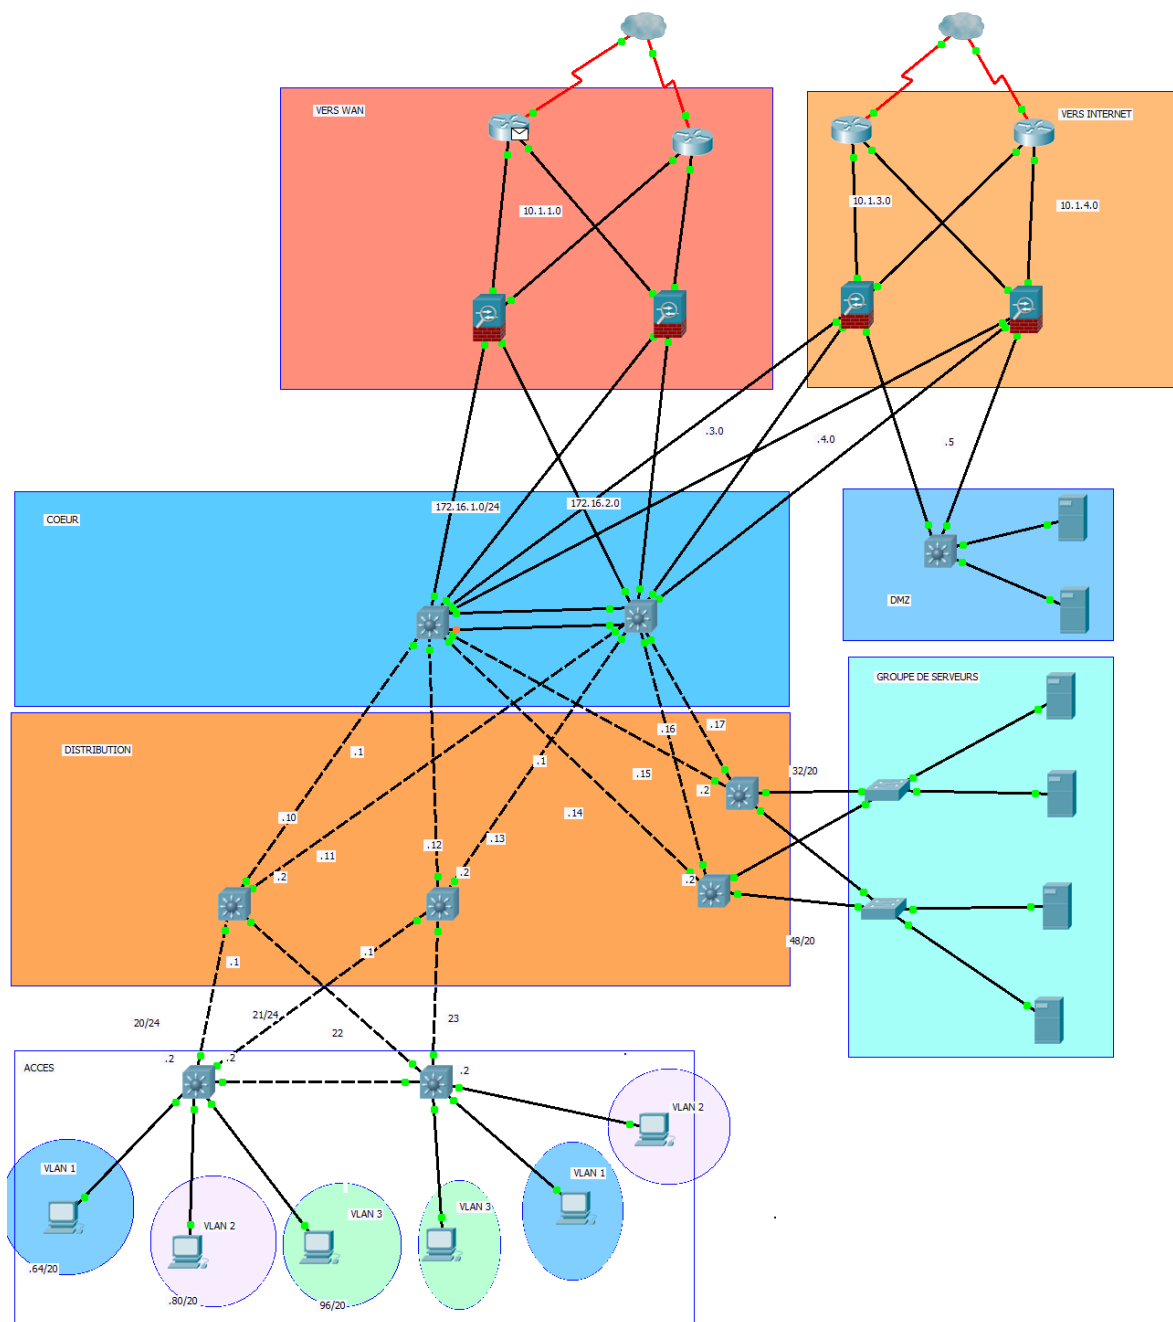 VERS WAN
VERS INTERNET
10.1.1.0
10.1.3.0
10.1.4.0
.3.0
.4.0
.5
172.16.1.0/24
172.16.2.0
COEUR
DMZ
GROUPE DE SERVEURS
DISTRIBUTION
.1
.1
.16
.17
.15
.2
32/20
.10
.11
.12
.13
.14
.2
.2
.2
48/20
.1
.1
20/24
21/24
22
23
.2
.2
.2
ACCES
VLAN 2
VLAN 1
VLAN 2
VLAN 3
VLAN 3
VLAN 1
.64/20
.80/20
96/20